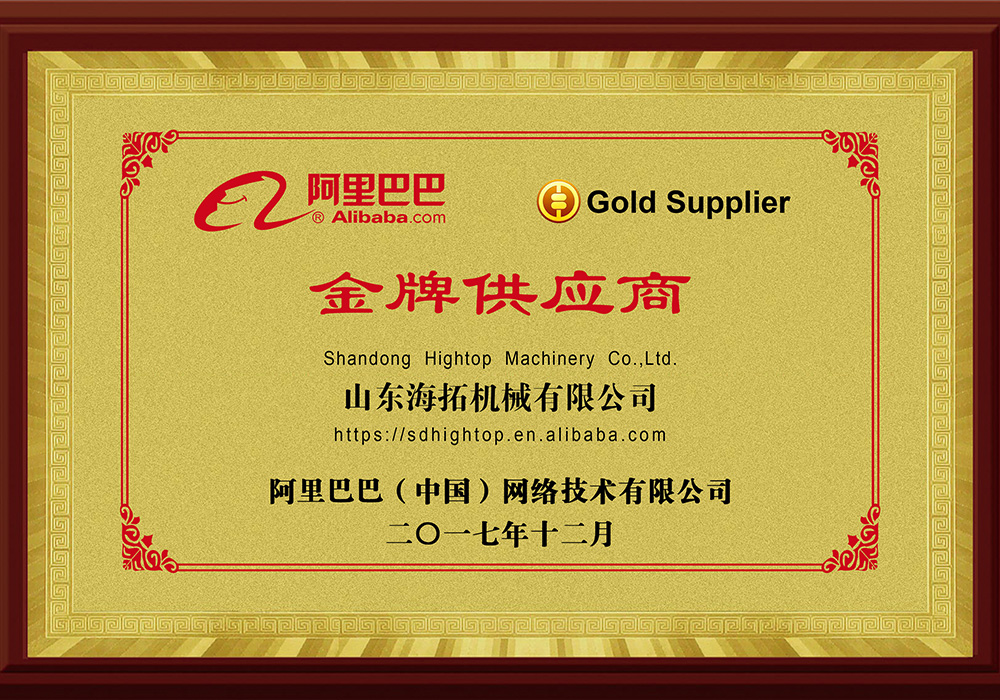 阿里巴巴
® Alibaba.com
Gold Supplier
金牌供应商
Shandong Hightop Machinery Co.,Ltd.
山东海拓机械有限公司
https://sdhightop.en.alibaba.com
阿里巴巴（中国）网络技术有限公司
二〇一七年十二月